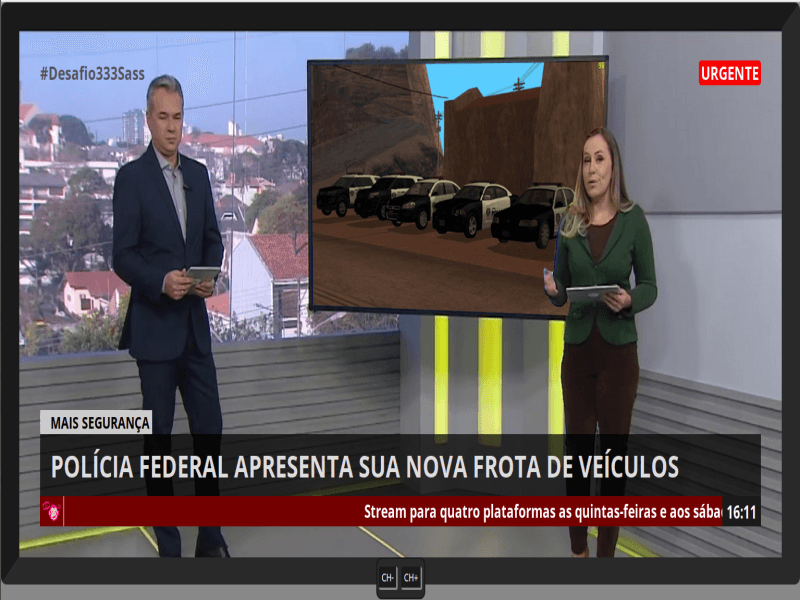 #Desafio333Sass
URGENTE
MAIS SEGURANÇA
POLÍCIA FEDERAL APRESENTA SUA NOVA FROTA DE VEÍCULOS
Stream para quatro plataformas as quintas-feiras e aos sába
16:11
CH-
CH+